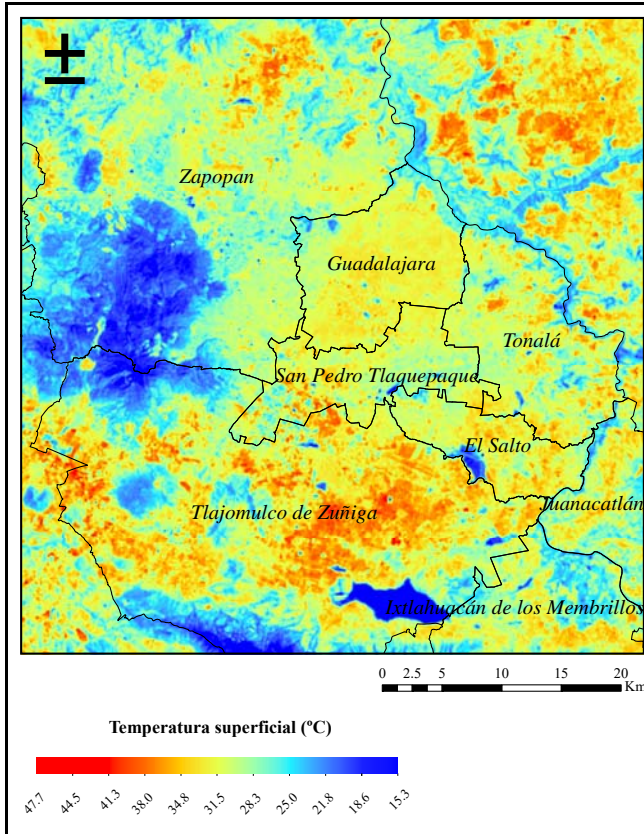 Zapopan
Guadalajara
Tonalá
San Pedro Tlaquepaque
El Salto
Tlajomulco de Zuñiga
Juanacatlán
Ixtlahuacán de los Membrillos
0 2.5 5 10 15 20
Km
Temperatura superficial (ºC)
47.7 44.5 41.3 38.0 34.8 31.5 28.3 25.0 21.8 18.6 15.3